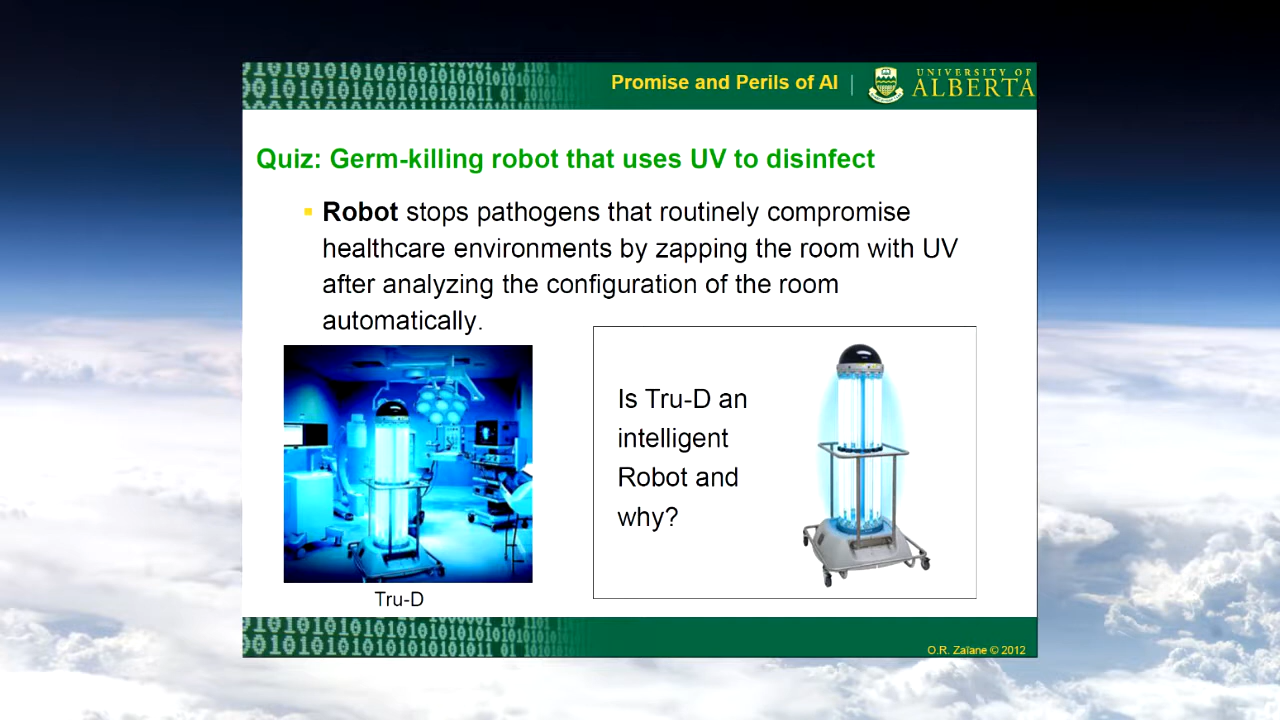 Promise and Perils of AI
UNIVERSITY OF
ALBERTA
Quiz: Germ-killing robot that uses UV to disinfect
Robot stops pathogens that routinely compromise
healthcare environments by zapping the room with UV
after analyzing the configuration of the room
automatically.
Is Tru-D an
intelligent
Robot and
why?
Tru-D
O.R. Zaïane © 2012